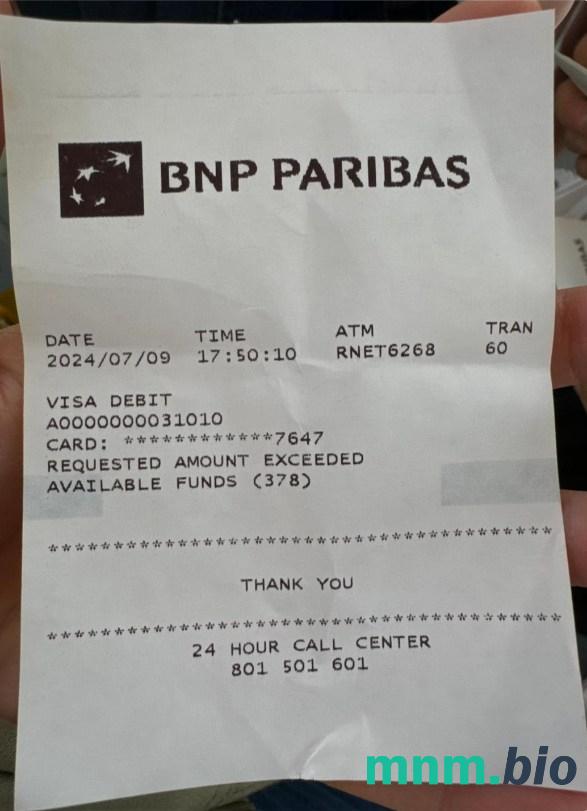 BNP PARIBAS
DATE TIME ATM TRAN
2024/07/09 17:50:10 RNET6268 60
VISA DEBIT
A0000000031010
CARD: ************7647
REQUESTED AMOUNT EXCEEDED
AVAILABLE FUNDS (378)
***************************************
THANK YOU
***************************************
24 HOUR CALL CENTER
801 501 601
mnm.bio